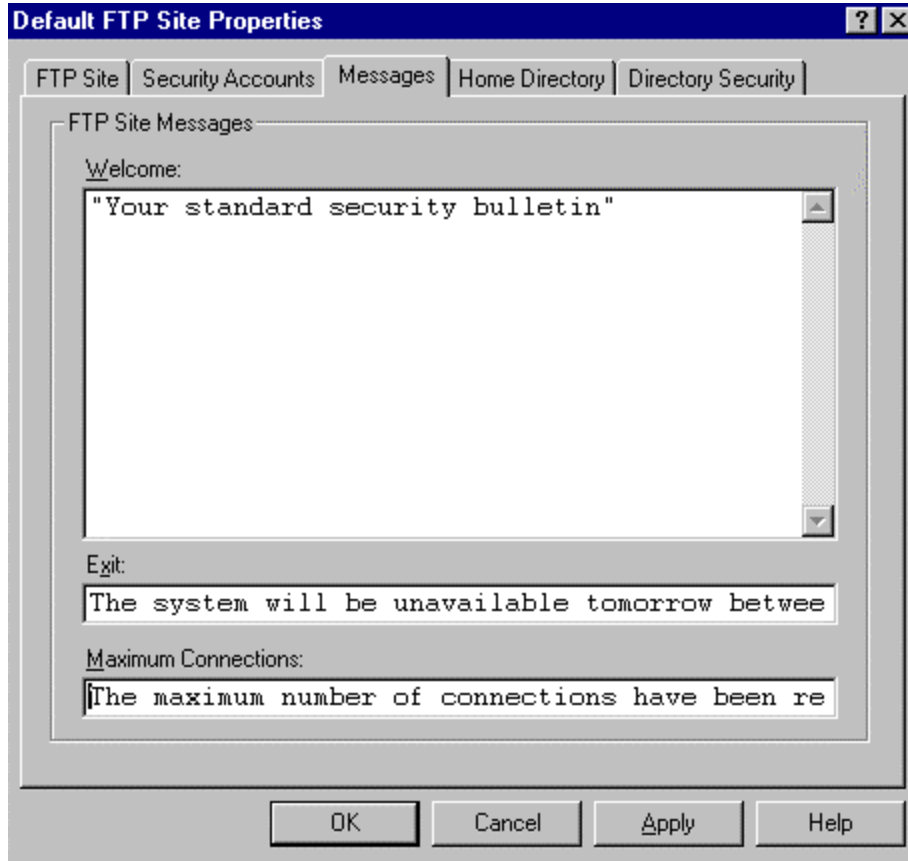 Default FTP Site Properties
FTP Site Security Accounts Messages Home Directory Directory Security
FTP Site Messages
Welcome:
"Your standard security bulletin"
Exit:
The system will be unavailable tomorrow betwee
Maximum Connections:
The maximum number of connections have been re
OK Cancel Apply Help